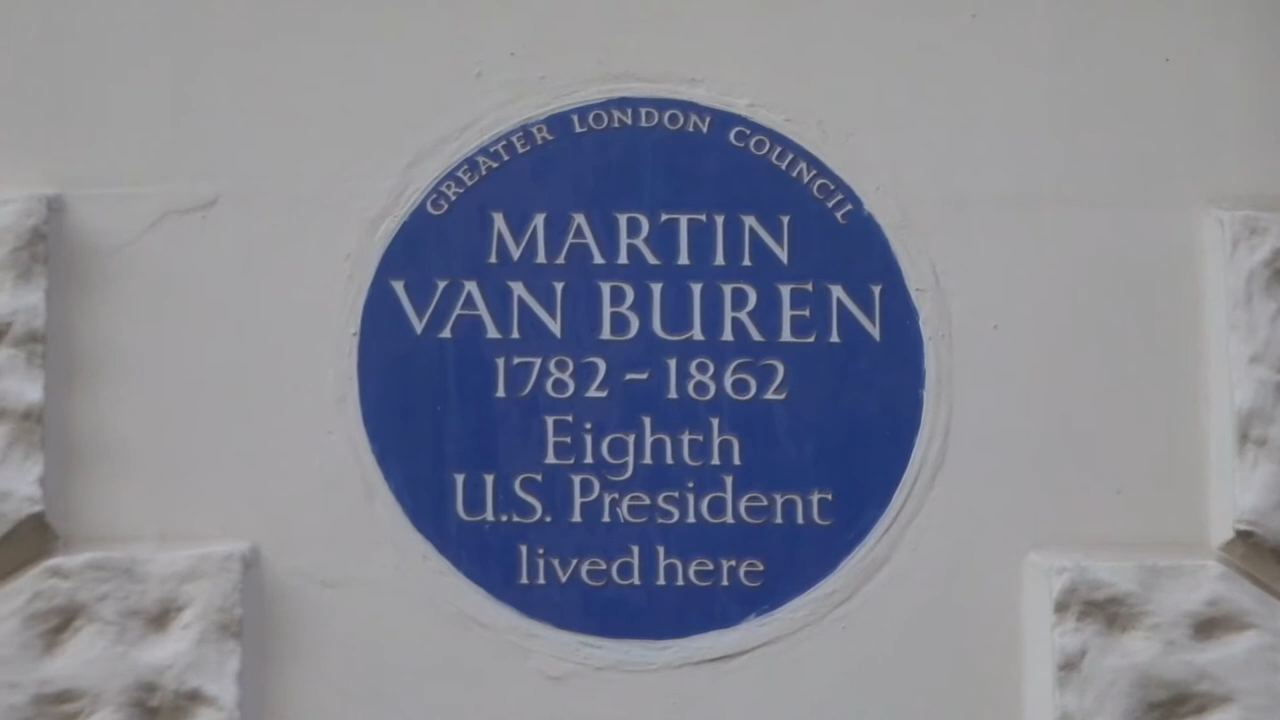 GREATER LONDON COUNCIL
MARTIN
VAN BUREN
1782-1862
Eighth
U.S. President
lived here